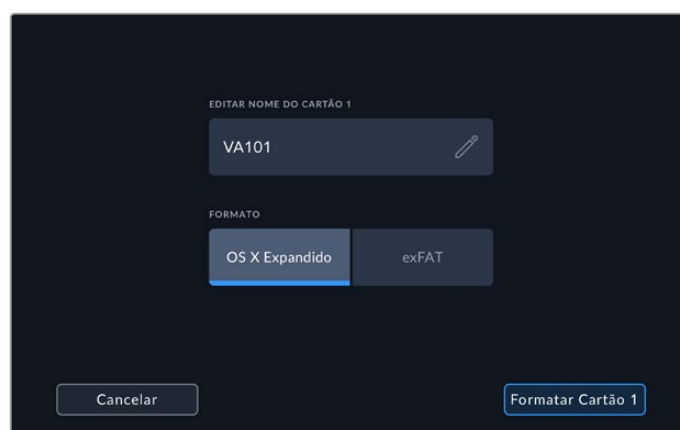 EDITAR NOME DO CARTÃO 1
VA101
FORMATO
OS X Expandido
exFAT
Cancelar
Formatar Cartão 1